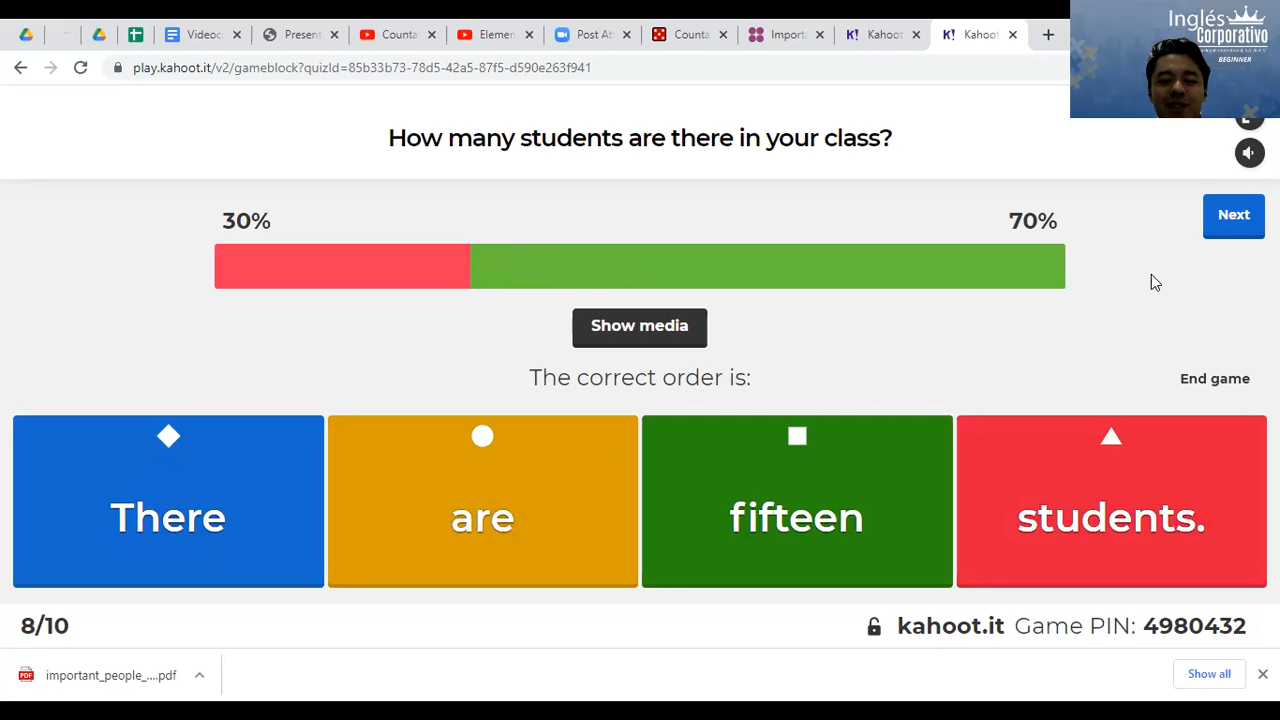 Videoc
Present
Counta
Elemen
Post At
Counta
Import
K! Kahoot
K! Kahoot
Inglés
Corporativo
BEGINNER
play.kahoot.it/v2/gameblock?quizId=85b33b73-78d5-42a5-87f5-d590e263f941
How many students are there in your class?
30% 70%
Next
Show media
The correct order is:
End game
There are fifteen students.
8/10
kahoot.it Game PIN: 4980432
PDF important_people_....pdf
Show all